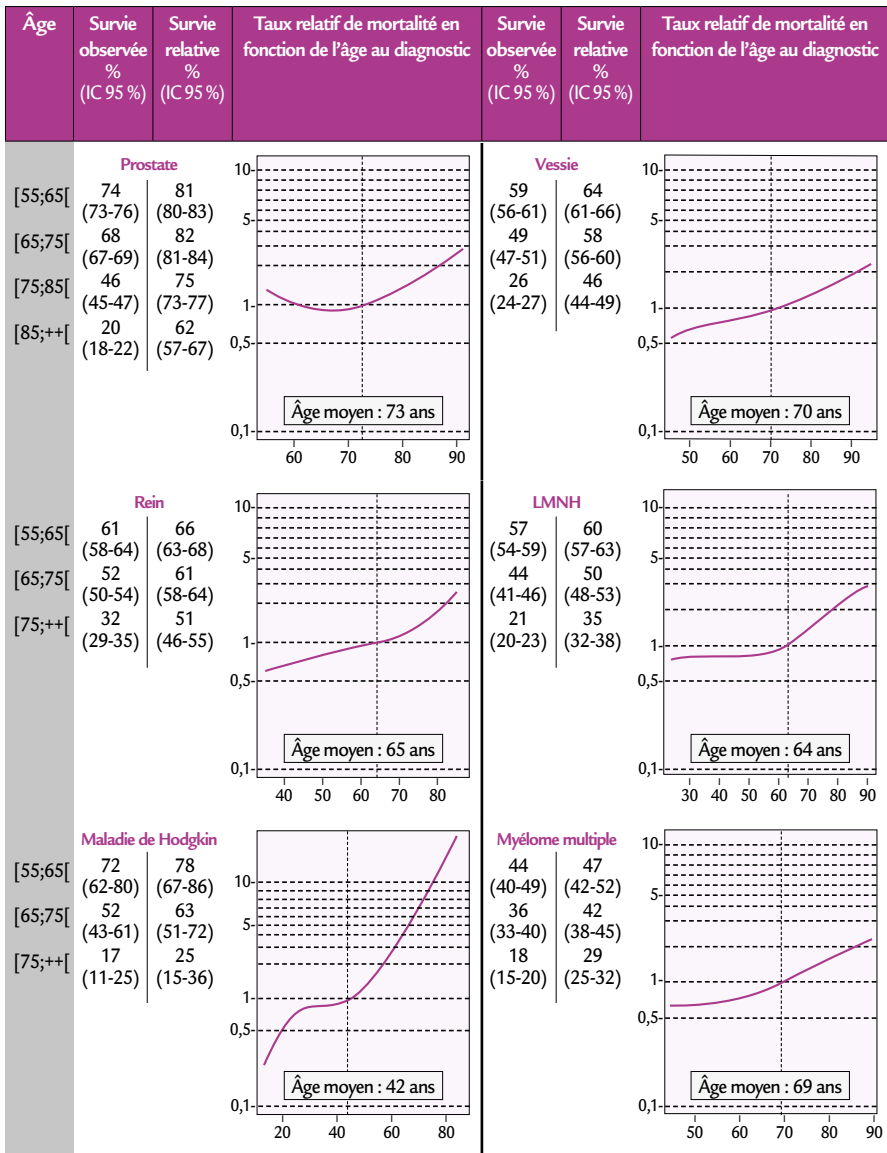 Âge
Survie
observée
%
(IC 95 %)
Survie
relative
%
(IC 95 %)
Taux relatif de mortalité en
fonction de l'âge au diagnostic
Survie
observée
%
(IC 95 %)
Survie
relative
%
(IC 95 %)
Taux relatif de mortalité en
fonction de l'âge au diagnostic
Prostate
[55;65[ 74 81
(73-76) (80-83)
[65;75[ 68 82
(67-69) (81-84)
[75;85[ 46 75
(45-47) (73-77)
[85;++[ 20 62
(18-22) (57-67)
10
5
1
0,5
0,1
Âge moyen : 73 ans
60 70 80 90
Vessie
59 64
(56-61) (61-66)
49 58
(47-51) (56-60)
26 46
(24-27) (44-49)
10
5
1
0,5
0,1
Âge moyen : 70 ans
50 60 70 80 90
Rein
[55;65[ 61 66
(58-64) (63-68)
[65;75[ 52 61
(50-54) (58-64)
[75;++[ 32 51
(29-35) (46-55)
10
5
1
0,5
0,1
Âge moyen : 65 ans
40 50 60 70 80
LMNH
57 60
(54-59) (57-63)
44 50
(41-46) (48-53)
21 35
(20-23) (32-38)
10
5
1
0,5
0,1
Âge moyen : 64 ans
30 40 50 60 70 80 90
Maladie de Hodgkin
[55;65[ 72 78
(62-80) (67-86)
[65;75[ 52 63
(43-61) (51-72)
[75;++[ 17 25
(11-25) (15-36)
10
5
1
0,5
0,1
Âge moyen : 42 ans
20 40 60 80
Myélome multiple
44 47
(40-49) (42-52)
36 42
(33-40) (38-45)
18 29
(15-20) (25-32)
10
5
1
0,5
0,1
Âge moyen : 69 ans
50 60 70 80 90